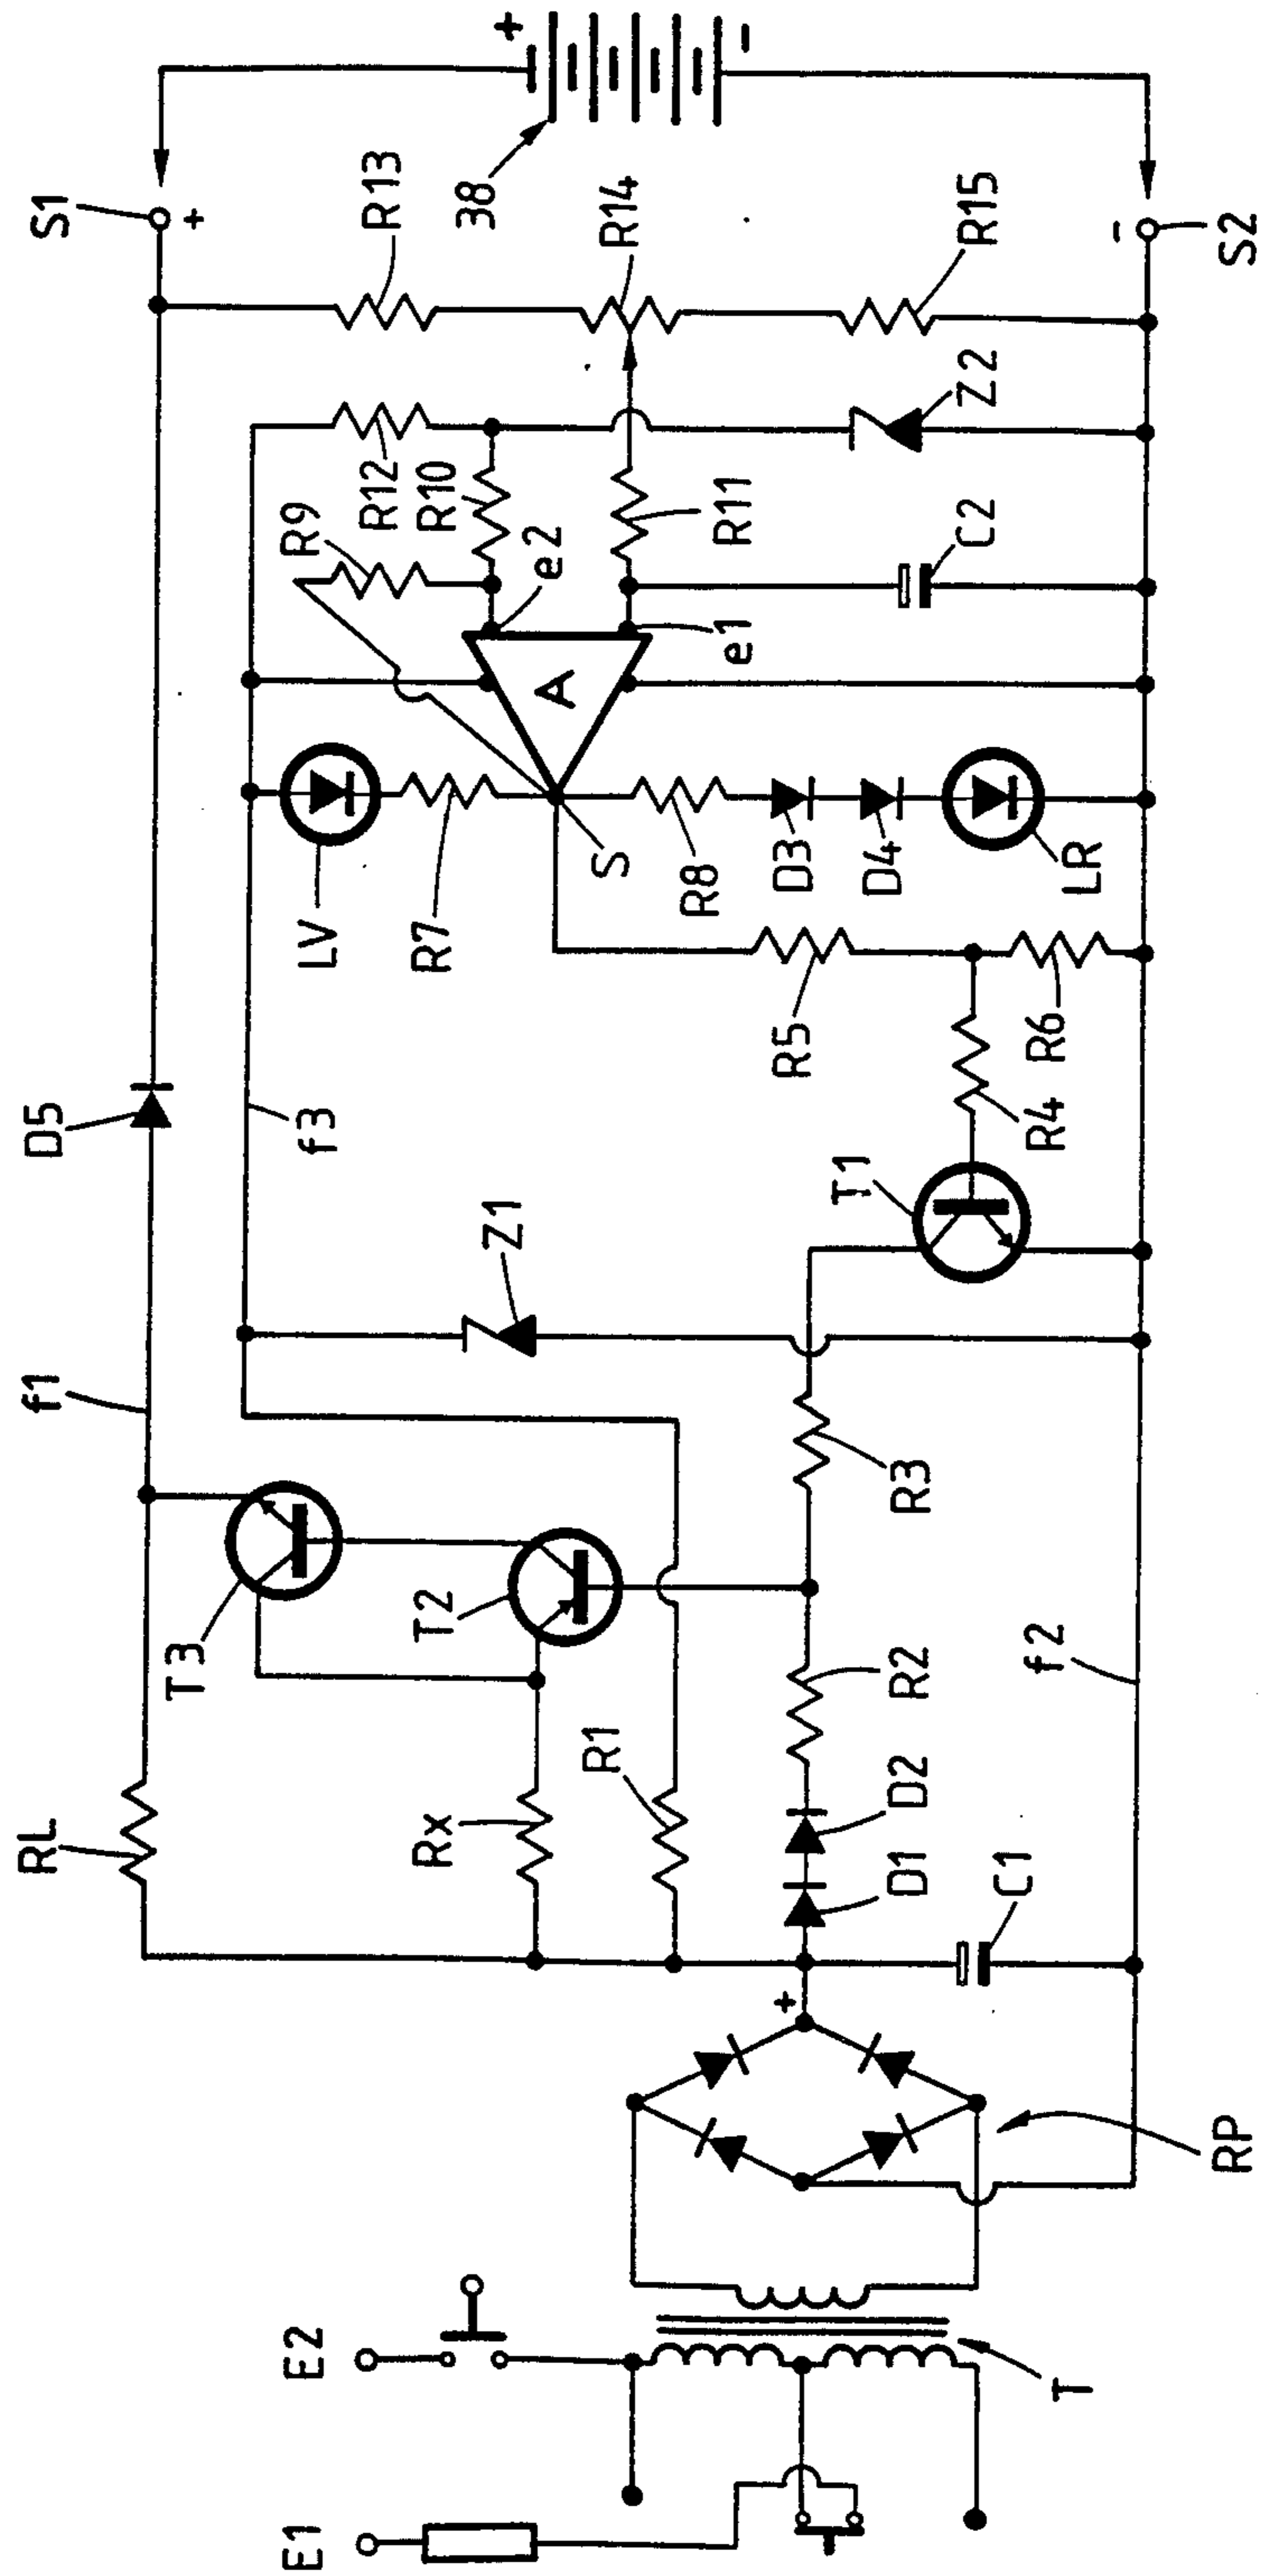 S1
+
+
-
38
R13
R14
R15
-
S2
R12
R10
R9
R11
Z2
C2
e2
e1
A
LV
R7
S
R8
D3
D4
LR
R5
R6
R4
T1
D5
f3
Z1
f1
R3
T3
T2
f2
R2
R1
Rx
RL
D2
D1
C1
+
RP
E2
T
E1